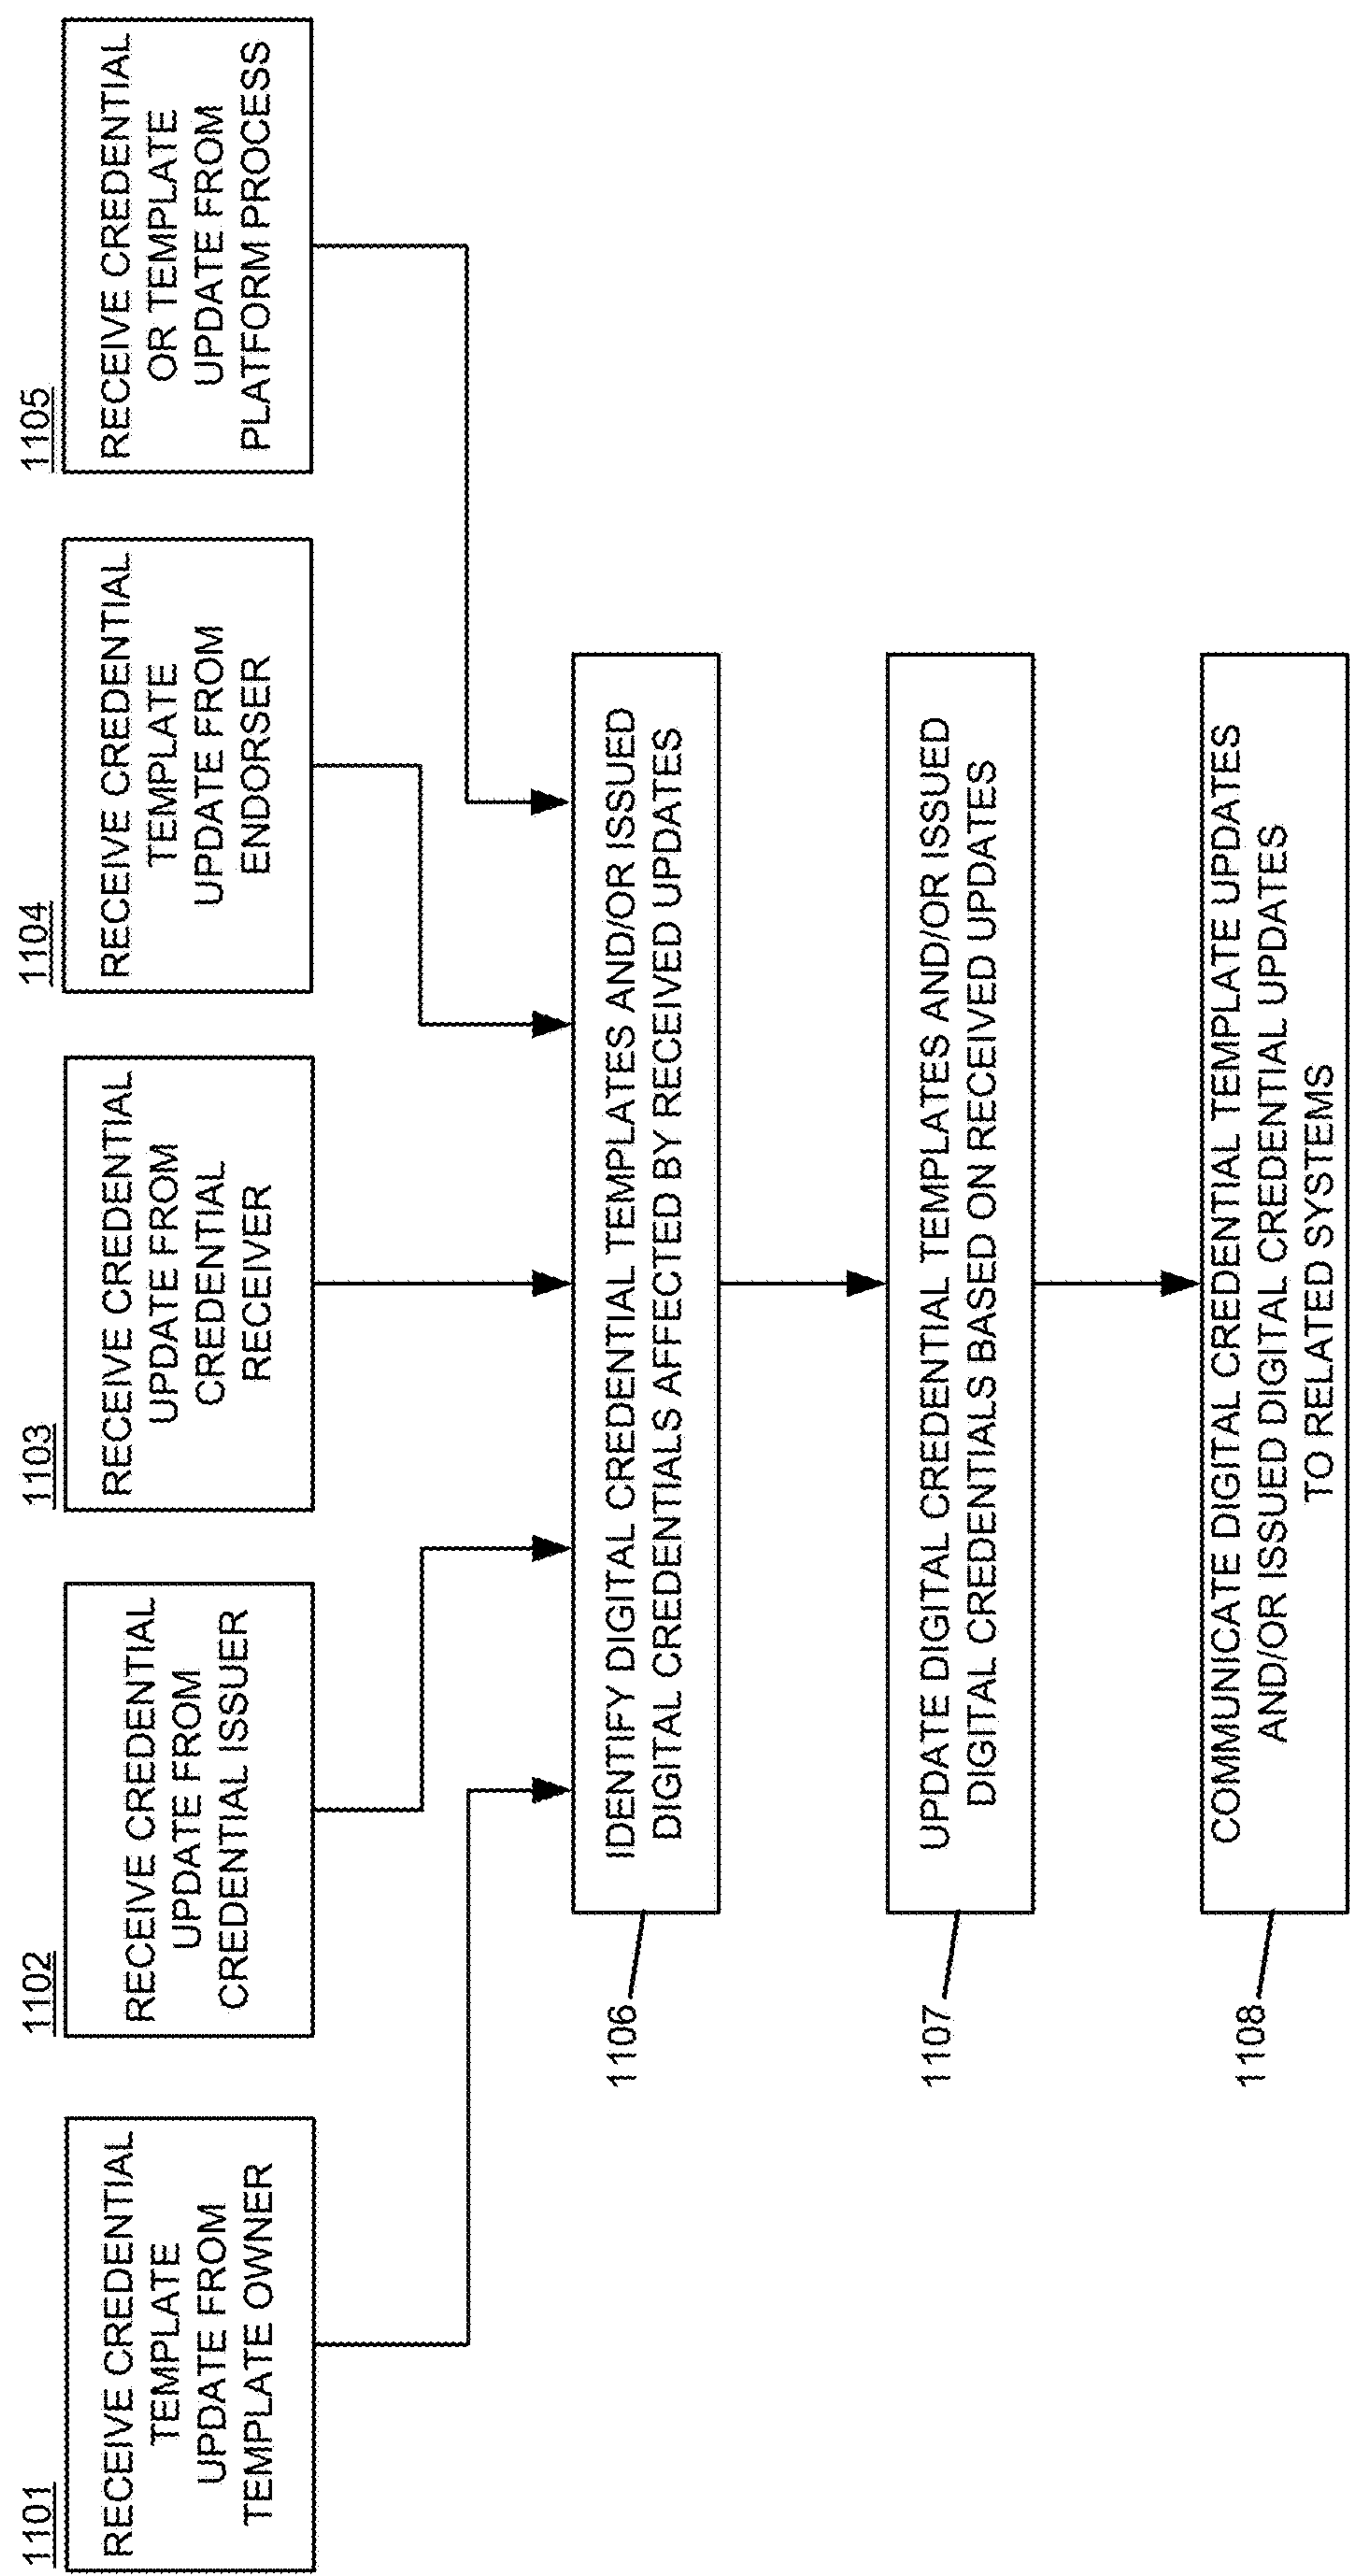 1101
RECEIVE CREDENTIAL
TEMPLATE
UPDATE FROM
TEMPLATE OWNER
1102
RECEIVE CREDENTIAL
UPDATE FROM
CREDENTIAL ISSUER
1103
RECEIVE CREDENTIAL
UPDATE FROM
CREDENTIAL
RECEIVER
1104
RECEIVE CREDENTIAL
TEMPLATE
UPDATE FROM
ENDORSER
1105
RECEIVE CREDENTIAL
OR TEMPLATE
UPDATE FROM
PLATFORM PROCESS
1106
IDENTIFY DIGITAL CREDENTIAL TEMPLATES AND/OR ISSUED
DIGITAL CREDENTIALS AFFECTED BY RECEIVED UPDATES
1107
UPDATE DIGITAL CREDENTIAL TEMPLATES AND/OR ISSUED
DIGITAL CREDENTIALS BASED ON RECEIVED UPDATES
1108
COMMUNICATE DIGITAL CREDENTIAL TEMPLATE UPDATES
AND/OR ISSUED DIGITAL CREDENTIAL UPDATES
TO RELATED SYSTEMS